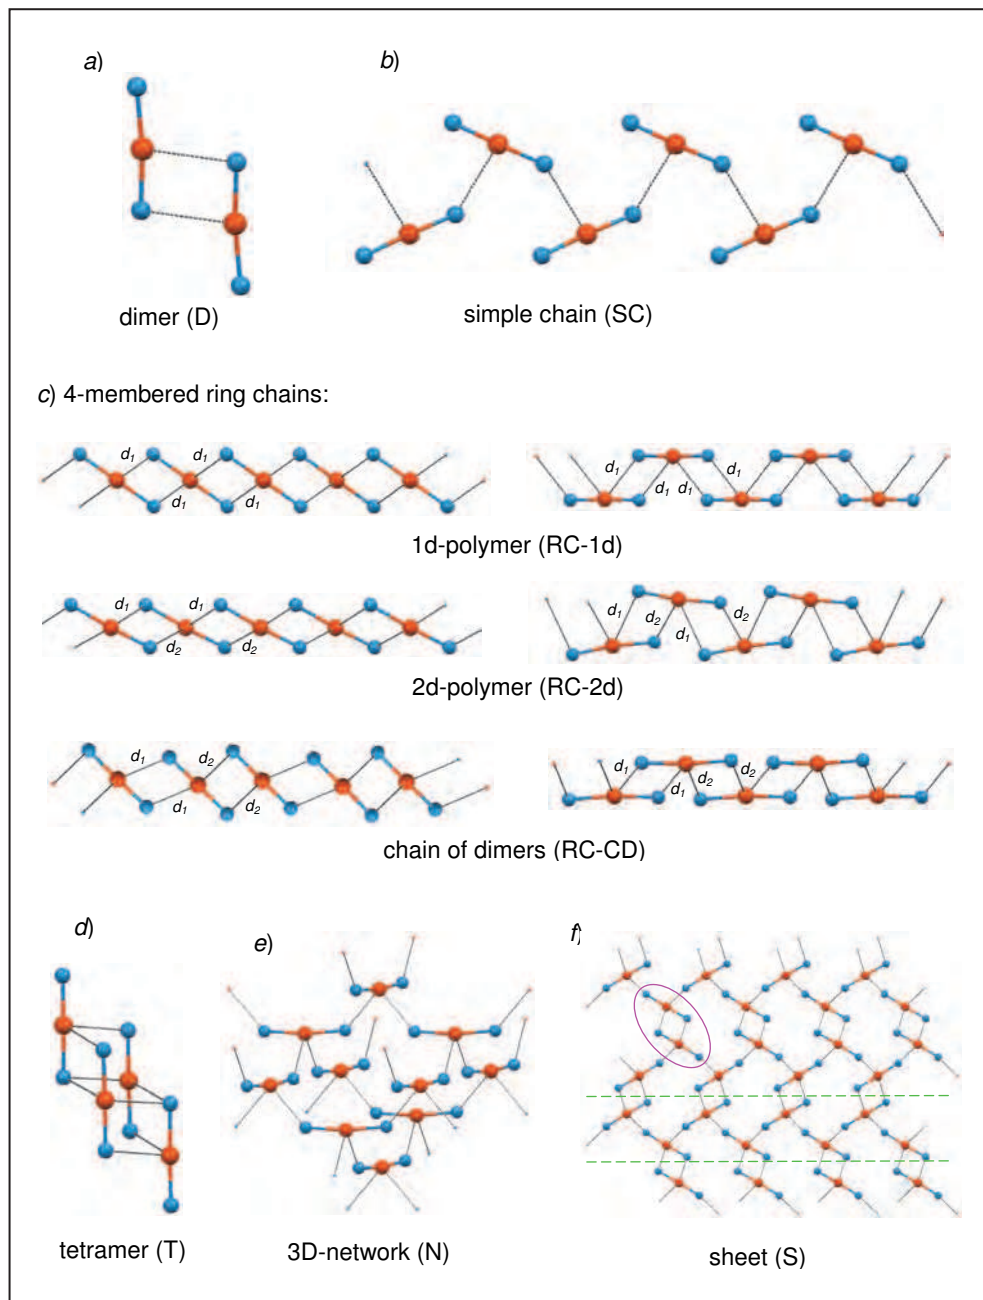 a)
b)
dimer (D)
simple chain (SC)
c) 4-membered ring chains:
d1 d1
d1 d1
d1 d1
d1 d1
1d-polymer (RC-1d)
d1 d1
d2 d2
d1 d2 d2
d1
2d-polymer (RC-2d)
d1 d2
d1 d2
d1 d2 d2
d1
chain of dimers (RC-CD)
d)
e)
f)
tetramer (T)
3D-network (N)
sheet (S)